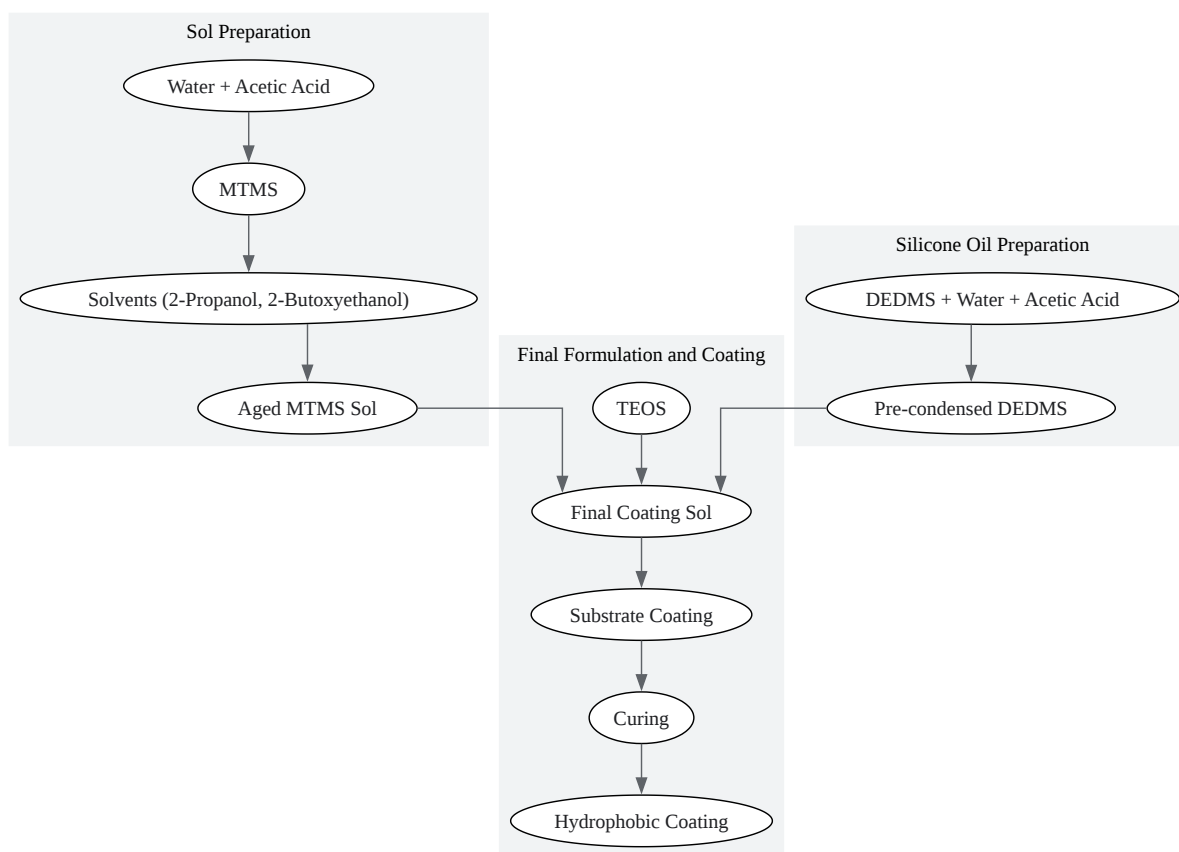 Sol Preparation
Water + Acetic Acid
MTMS
Solvents (2-Propanol, 2-Butoxyethanol)
Aged MTMS Sol
Silicone Oil Preparation
DEDMS + Water + Acetic Acid
Pre-condensed DEDMS
Final Formulation and Coating
TEOS
Final Coating Sol
Substrate Coating
Curing
Hydrophobic Coating